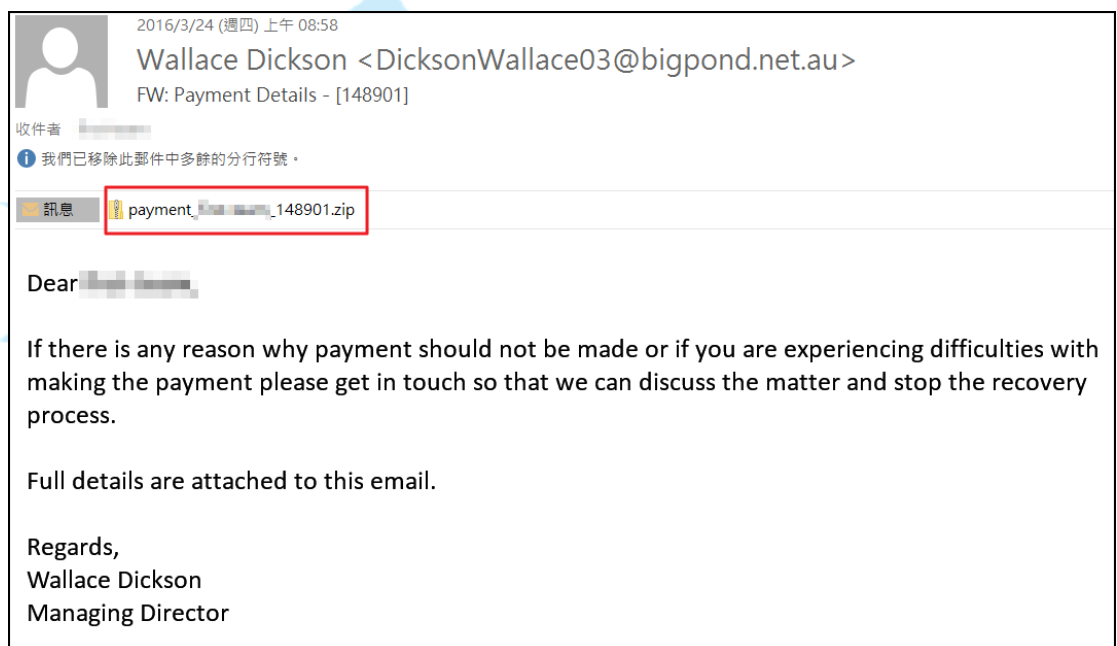 2016/3/24 (週四) 上午 08:58
Wallace Dickson <DicksonWallace03@bigpond.net.au>
FW: Payment Details - [148901]
收件者
我們已移除此郵件中多餘的分行符號。
訊息 payment_ _148901.zip
Dear ,
If there is any reason why payment should not be made or if you are experiencing difficulties with
making the payment please get in touch so that we can discuss the matter and stop the recovery
process.
Full details are attached to this email.
Regards,
Wallace Dickson
Managing Director